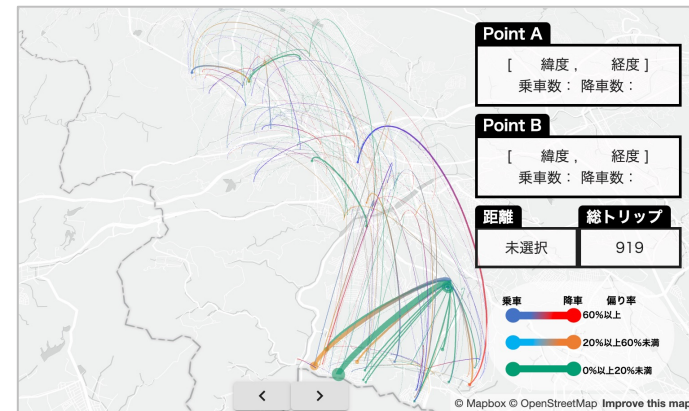 Point A
[ 緯度 , 経度 ]
乗車数： 降車数：
Point B
[ 緯度 , 経度 ]
乗車数： 降車数：
距離 総トリップ
未選択 919
乗車 降車 偏り率
60%以上
20%以上60%未満
0%以上20%未満
© Mapbox © OpenStreetMap Improve this map